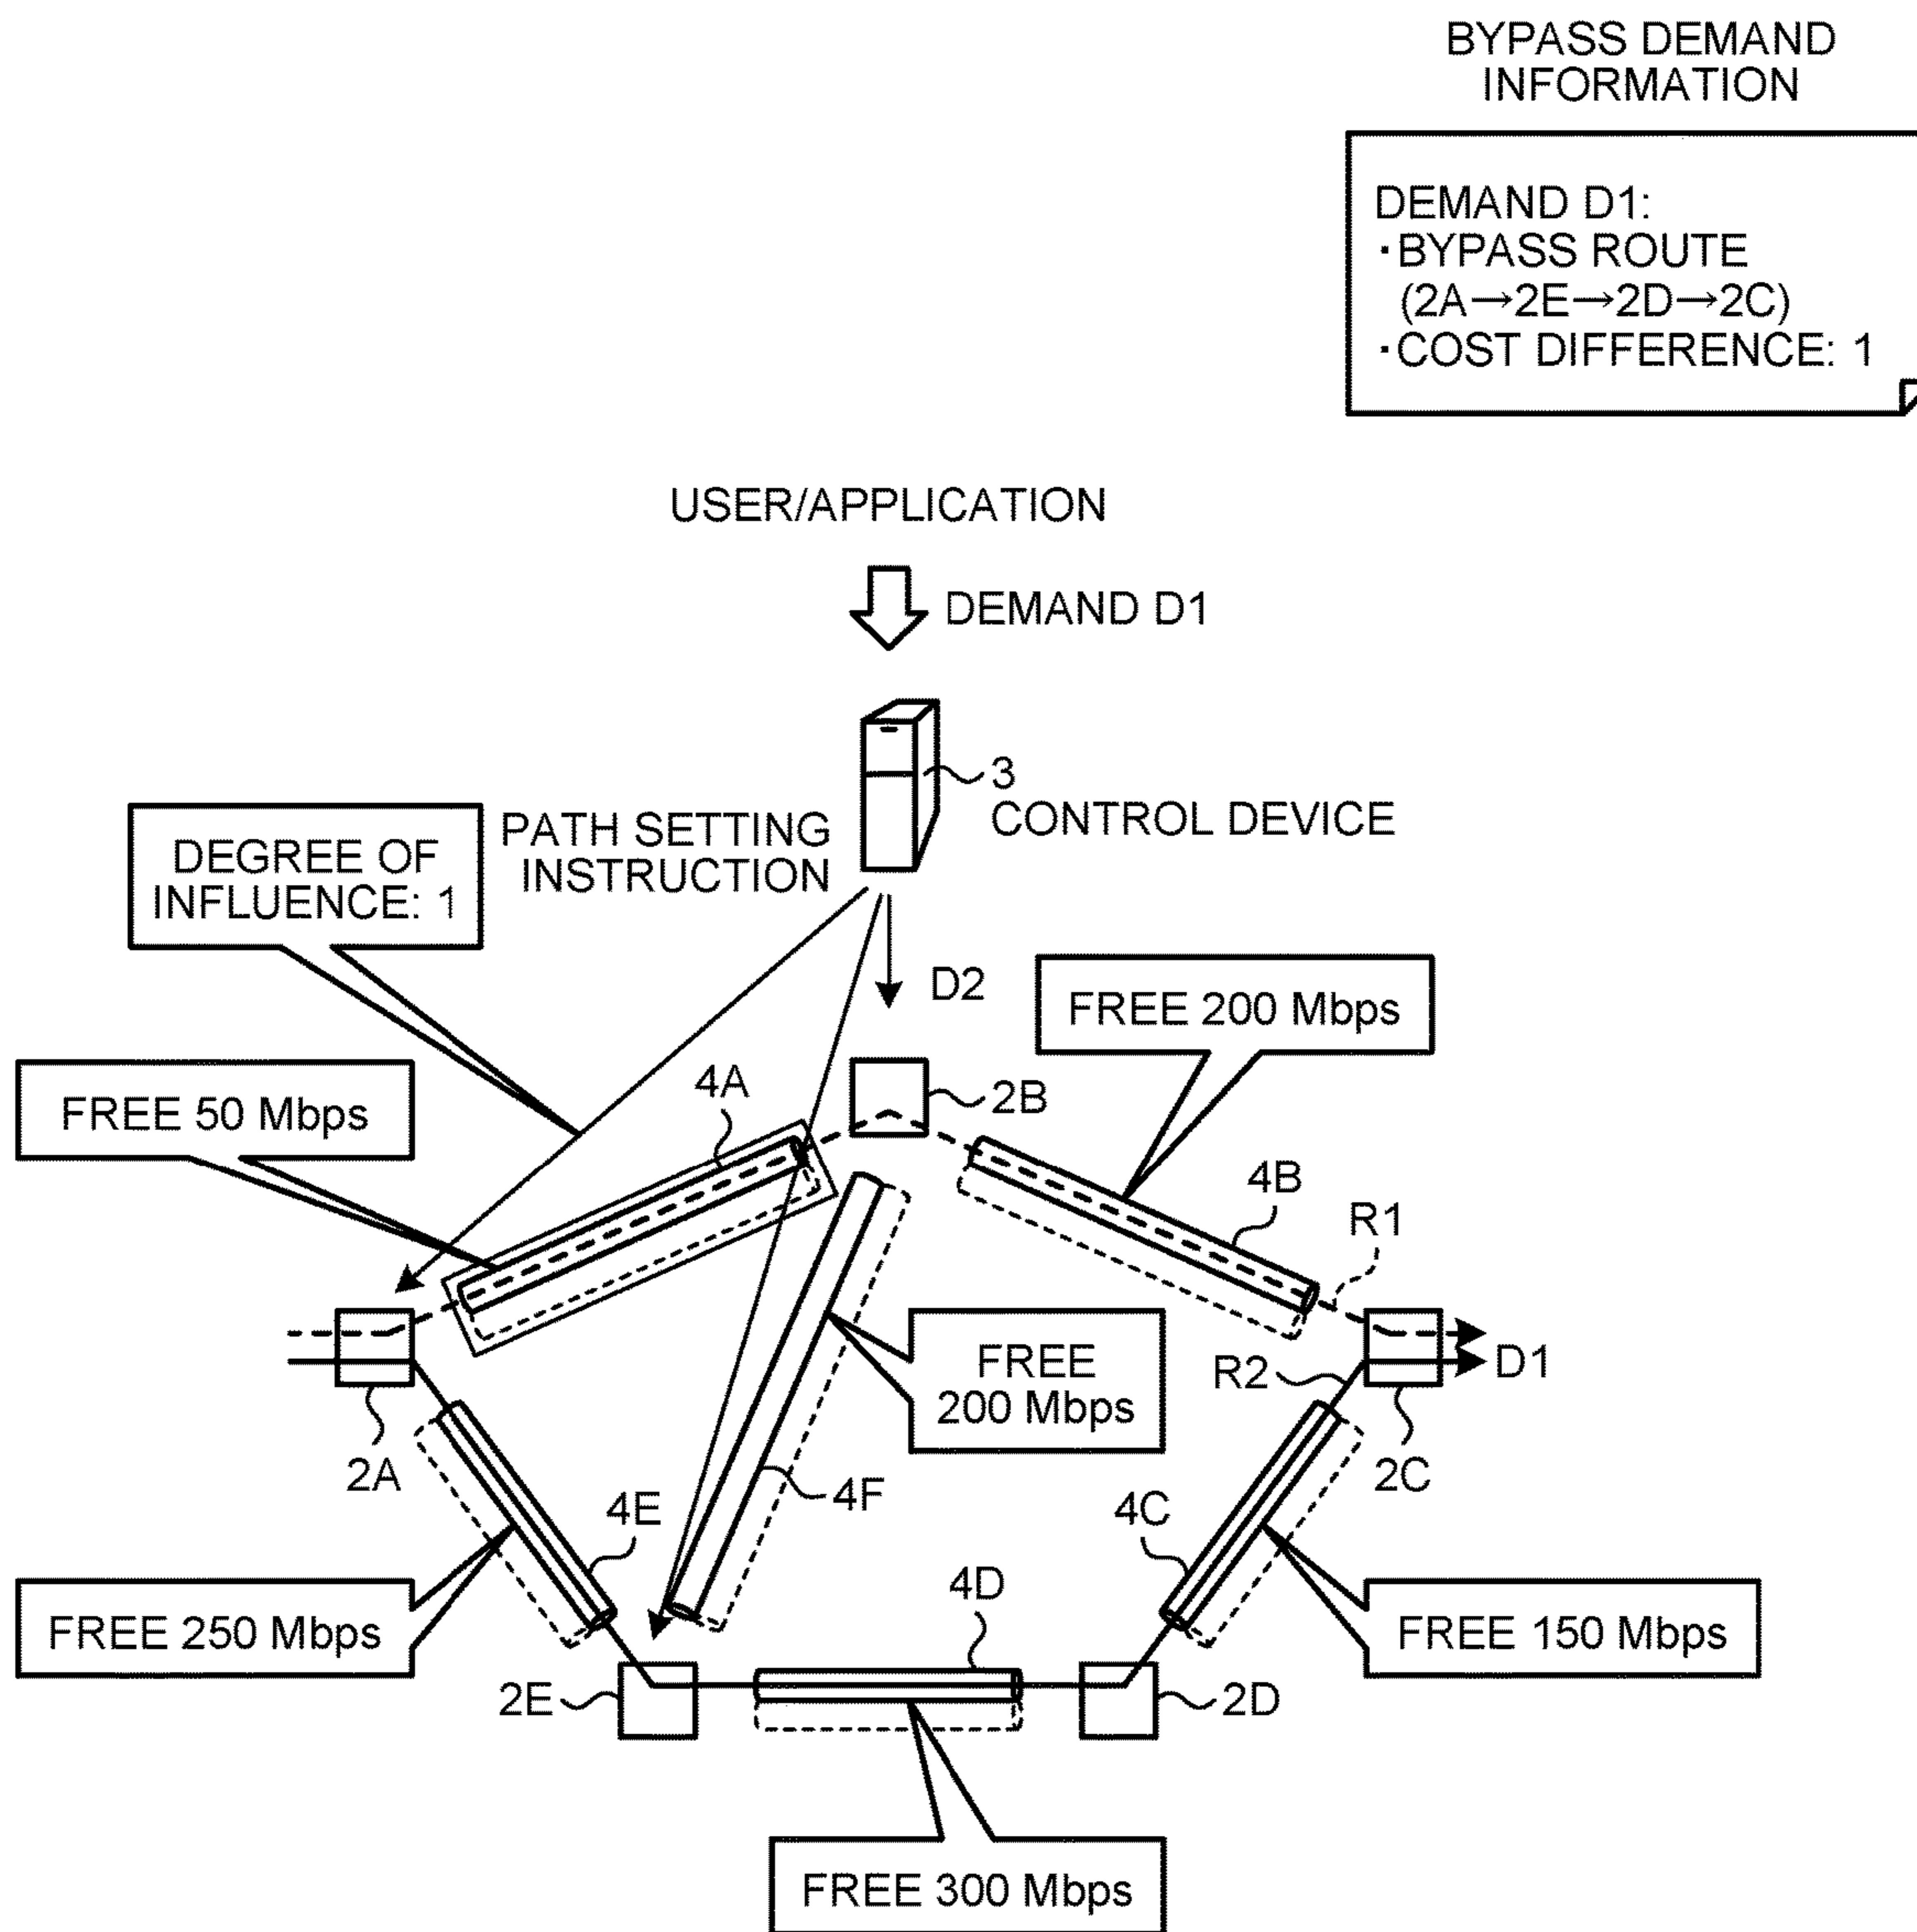 BYPASS DEMAND
INFORMATION
DEMAND D1:
・BYPASS ROUTE
(2A→2E→2D→2C)
・COST DIFFERENCE: 1
USER/APPLICATION
DEMAND D1
3
CONTROL DEVICE
PATH SETTING
INSTRUCTION
DEGREE OF
INFLUENCE: 1
D2
FREE 200 Mbps
FREE 50 Mbps
4A
2B
4B
R1
FREE
200 Mbps
R2
D1
2A
2C
4F
4E
4C
4D
FREE 250 Mbps
FREE 150 Mbps
2E
2D
FREE 300 Mbps